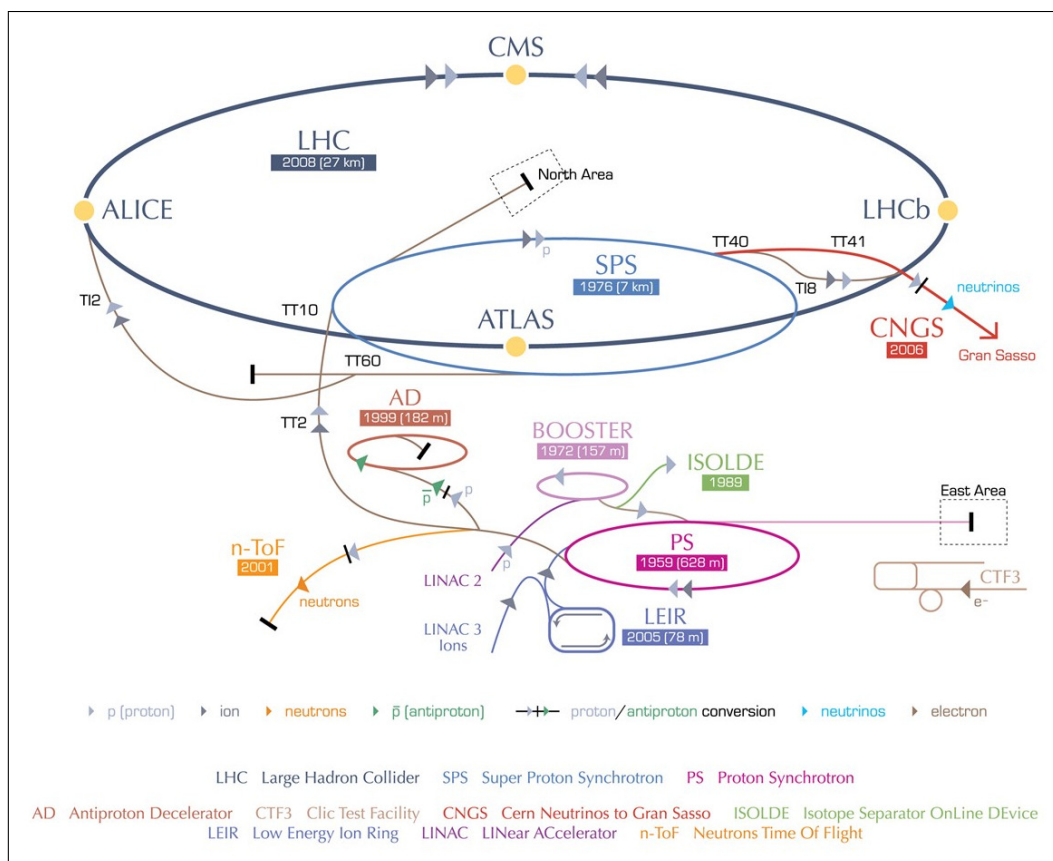 CMS
LHC
2008 (27 km)
North Area
ALICE
LHCb
TT40
TT41
p
SPS
1976 (7 km)
TI8
neutrinos
TI2
TT10
ATLAS
CNGS
2006
Gran Sasso
TT60
AD
1999 (182 m)
TT2
BOOSTER
1972 (157 m)
ISOLDE
1989
p̅
p
East Area
n-ToF
2001
PS
1959 (628 m)
p
LINAC 2
neutrons
CTF3
e-
LEIR
2005 (78 m)
LINAC 3
Ions
p (proton) ion neutrons p̅ (antiproton) proton/antiproton conversion neutrinos electron
LHC Large Hadron Collider SPS Super Proton Synchrotron PS Proton Synchrotron
AD Antiproton Decelerator CTF3 Clic Test Facility CNGS Cern Neutrinos to Gran Sasso ISOLDE Isotope Separator OnLine DEvice
LEIR Low Energy Ion Ring LINAC LINear ACcelerator n-ToF Neutrons Time Of Flight